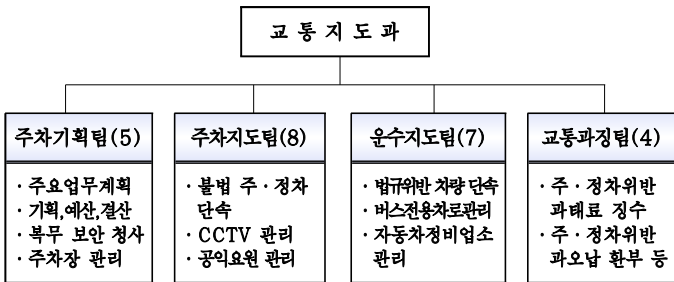 교통지도과
주차기획팀(5)
· 주요업무계획
· 기획,예산,결산
· 복무 보안 청사
· 주차장 관리
주차지도팀(8)
· 불법 주 · 정차
단속
· CCTV 관리
· 공익요원 관리
운수지도팀(7)
· 법규위반 차량 단속
· 버스전용차로관리
· 자동차정비업소
관리
교통과징팀(4)
· 주 · 정차위반
과태료 징수
· 주 · 정차위반
과오납 환부 등